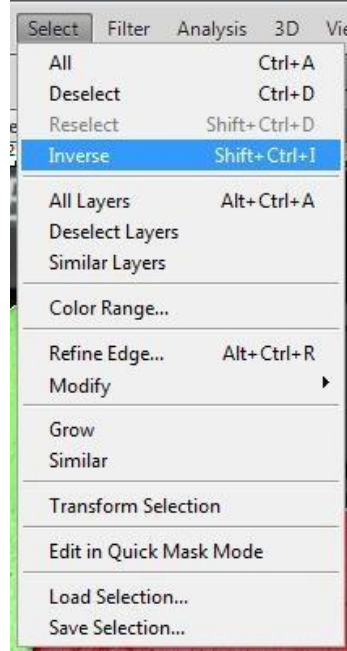 Select Filter Analysis 3D
All Ctrl+A
Deselect Ctrl+D
Reselect Shift+Ctrl+D
Inverse Shift+Ctrl+I
All Layers Alt+Ctrl+A
Deselect Layers
Similar Layers
Color Range...
Refine Edge... Alt+Ctrl+R
Modify
Grow
Similar
Transform Selection
Edit in Quick Mask Mode
Load Selection...
Save Selection...